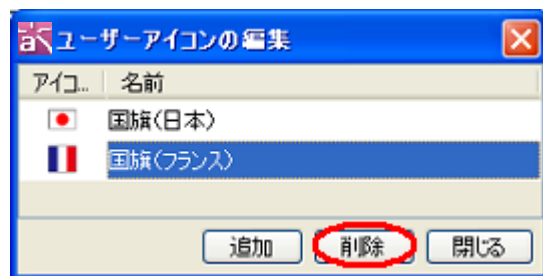 ユーザーアイコンの編集
アイコ... 名前
国旗(日本)
国旗(フランス)
追加 削除 閉じる